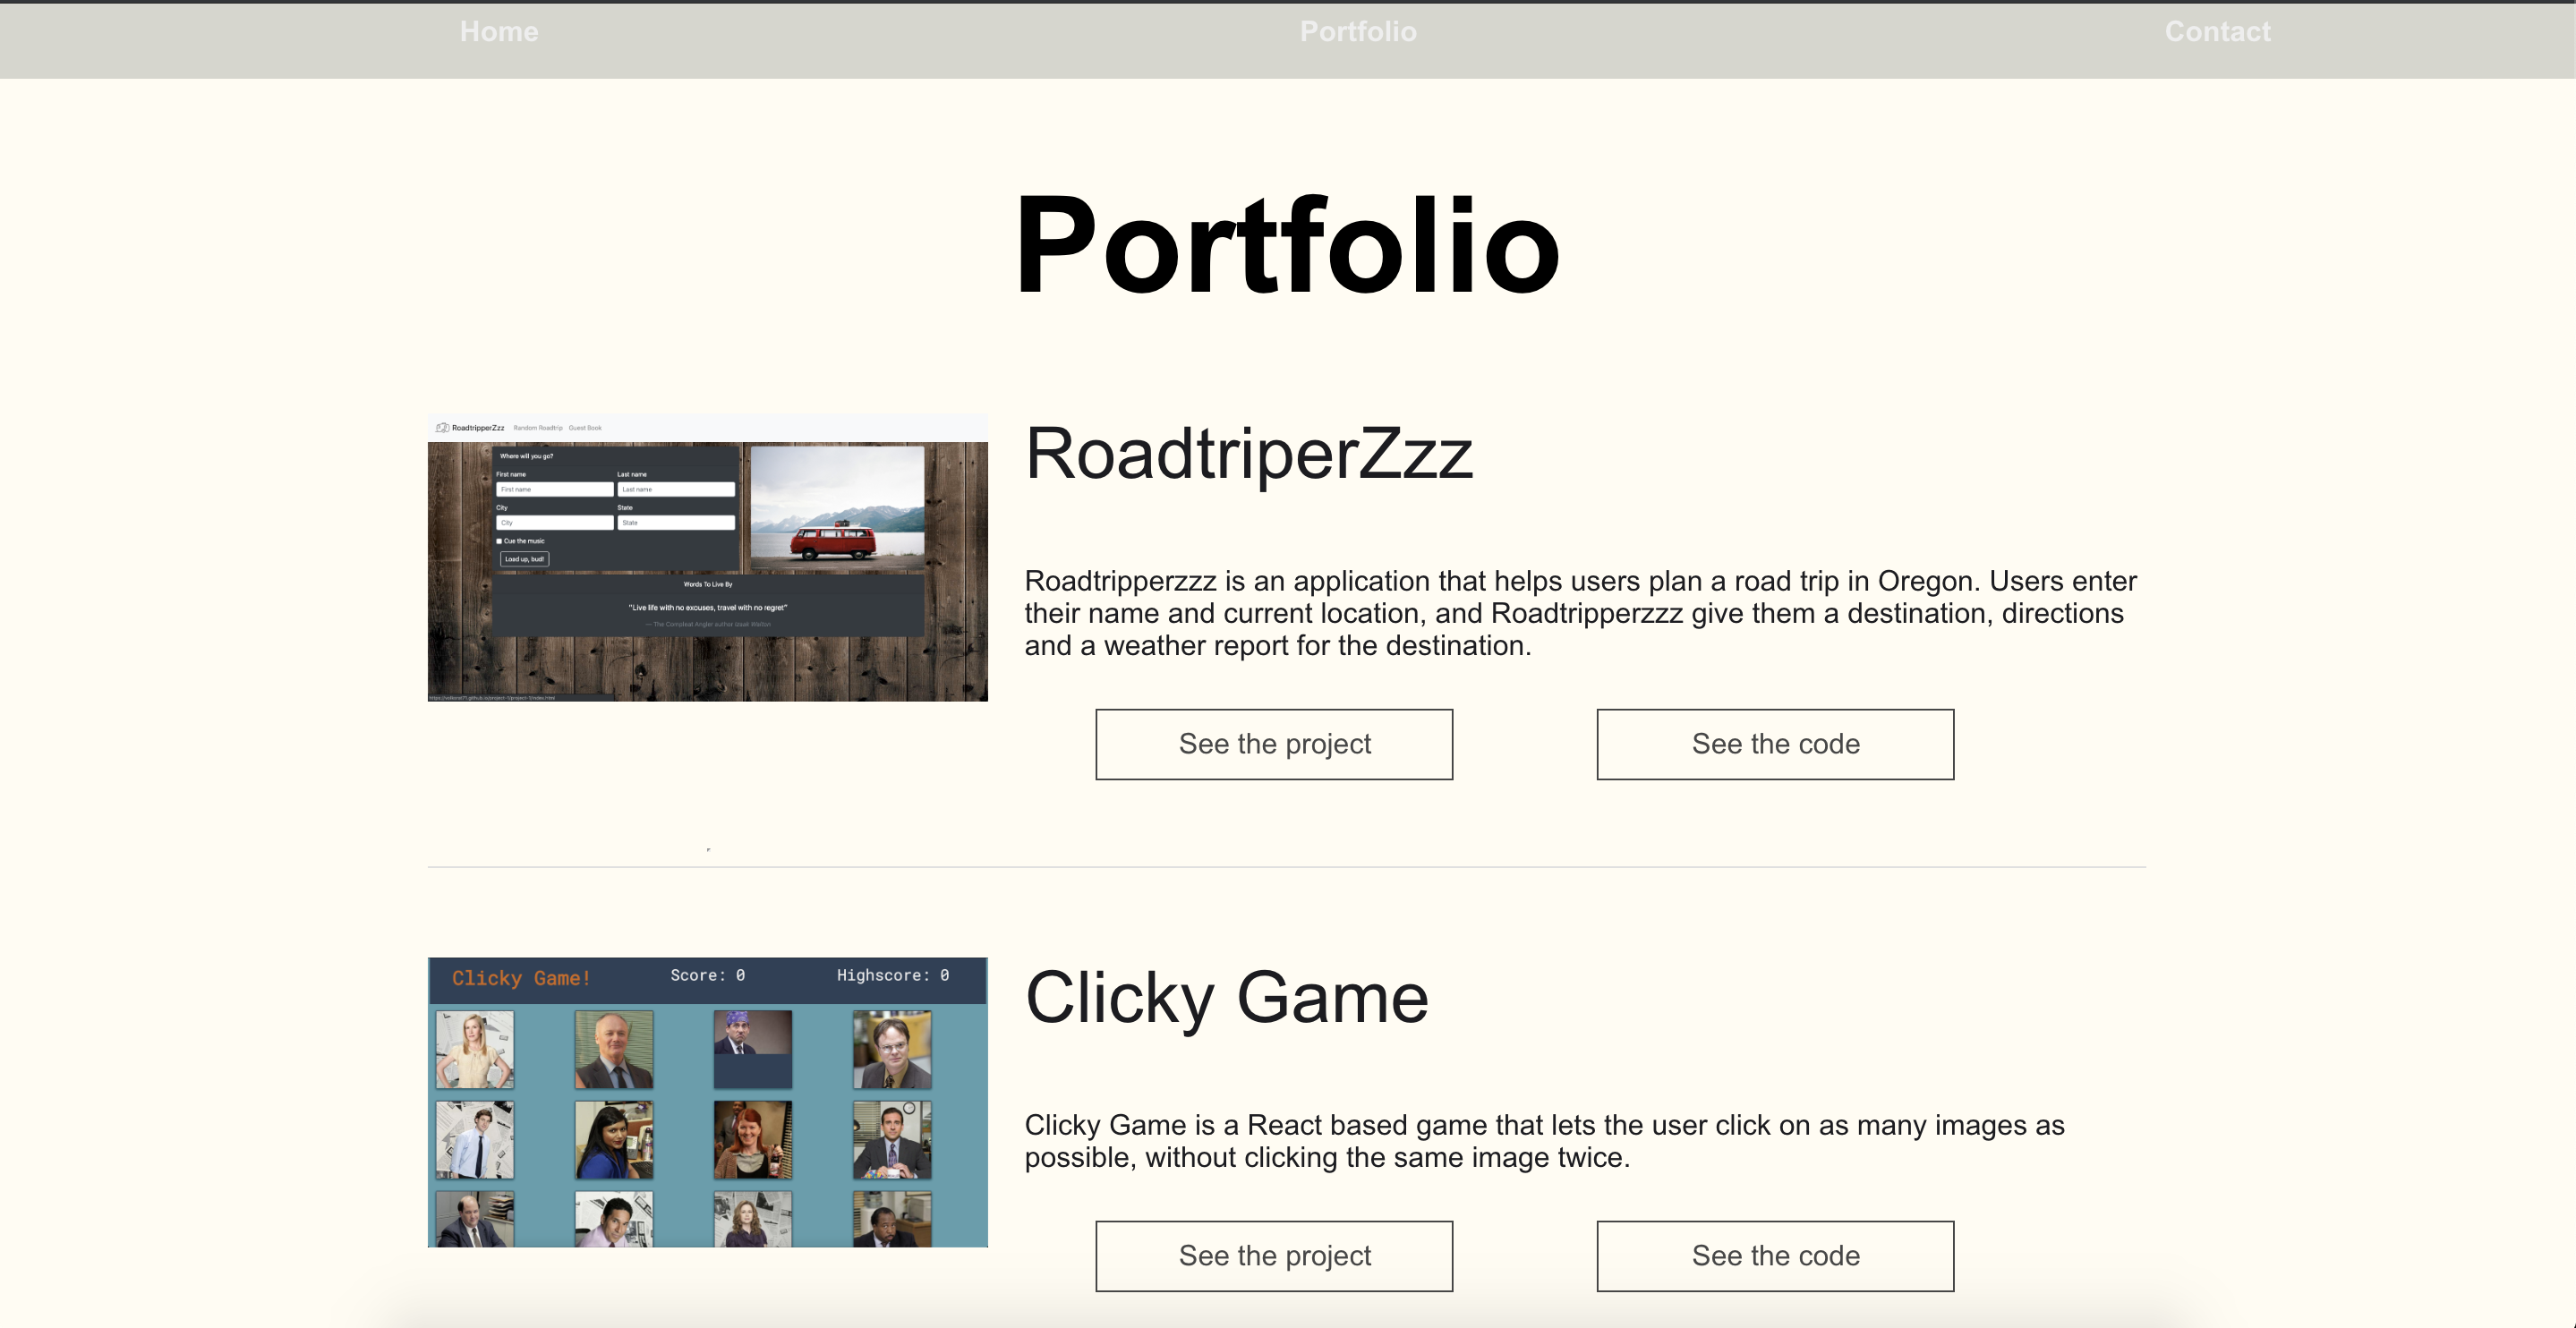 Home Portfolio Contact
Portfolio
RoadtripperZzz Random Roadtrip Guest Book
Where will you go?
First name Last name
First name Last name
City State
City State
Cue the music
Load up, bud!
Words To Live By
"Live life with no excuses, travel with no regret"
— The Compleat Angler author Izaak Walton
RoadtriperZzz
Roadtripperzzz is an application that helps users plan a road trip in Oregon. Users enter
their name and current location, and Roadtripperzzz give them a destination, directions
and a weather report for the destination.
See the project See the code
Clicky Game! Score: 0 Highscore: 0
Clicky Game
Clicky Game is a React based game that lets the user click on as many images as
possible, without clicking the same image twice.
See the project See the code